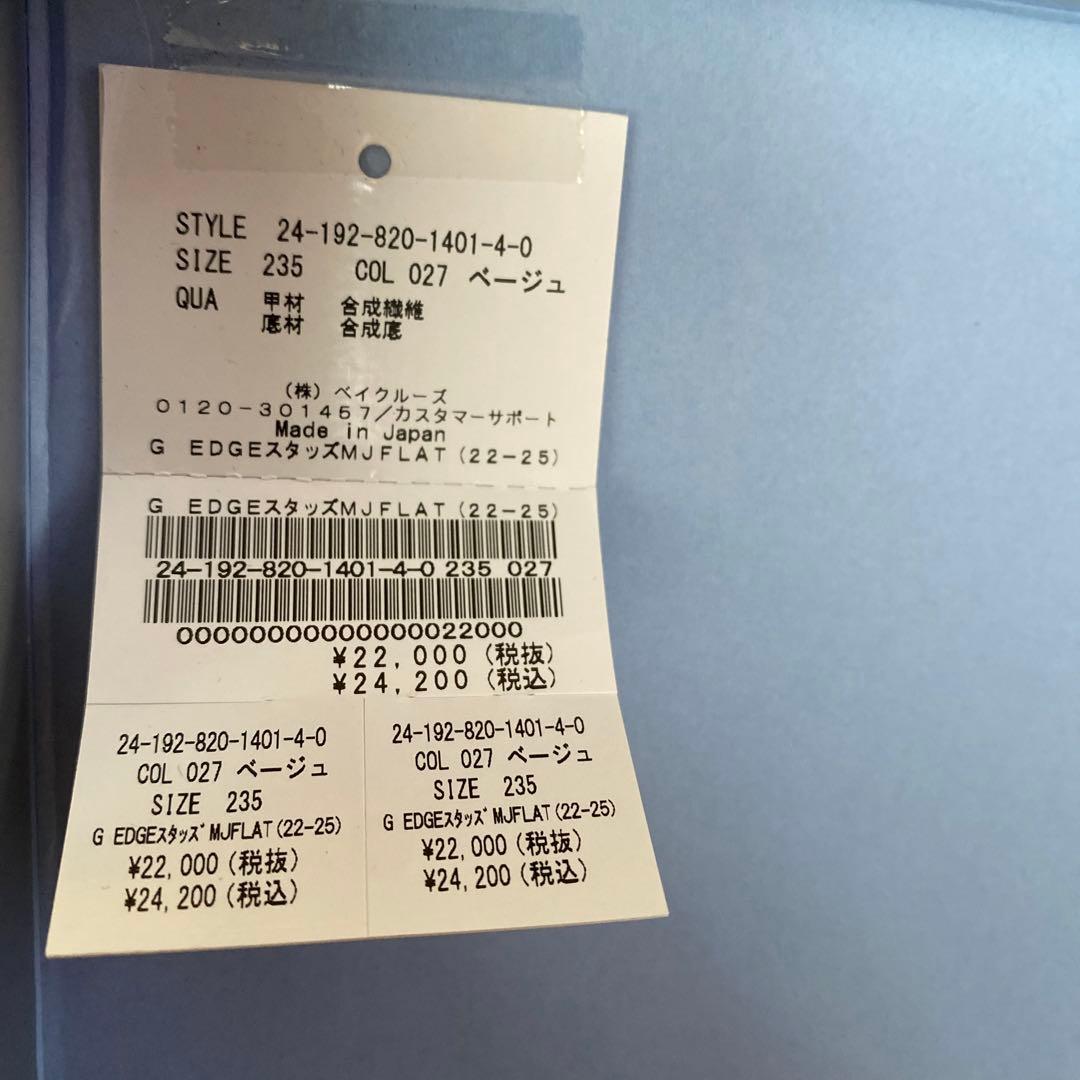 STYLE 24-192-820-1401-4-0
SIZE 235 COL 027 ベージュ
QUA 甲材 合成繊維
底材 合成底
(株) ベイクルーズ
0120-301457/カスタマーサポート
Made in Japan
G EDGEスタッズMJFLAT(22-25)
G EDGEスタッズMJFLAT(22-25)
24-192-820-1401-4-0 235 027
000000000000000022000
¥22,000 (税抜)
¥24,200 (税込)
24-192-820-1401-4-0
COL 027 ベージュ
SIZE 235
G EDGEスタッズMJFLAT(22-25)
¥22,000(税抜)
¥24,200(税込)
24-192-820-1401-4-0
COL 027 ベージュ
SIZE 235
G EDGEスタッズMJFLAT(22-25)
¥22,000(税抜)
¥24,200(税込)